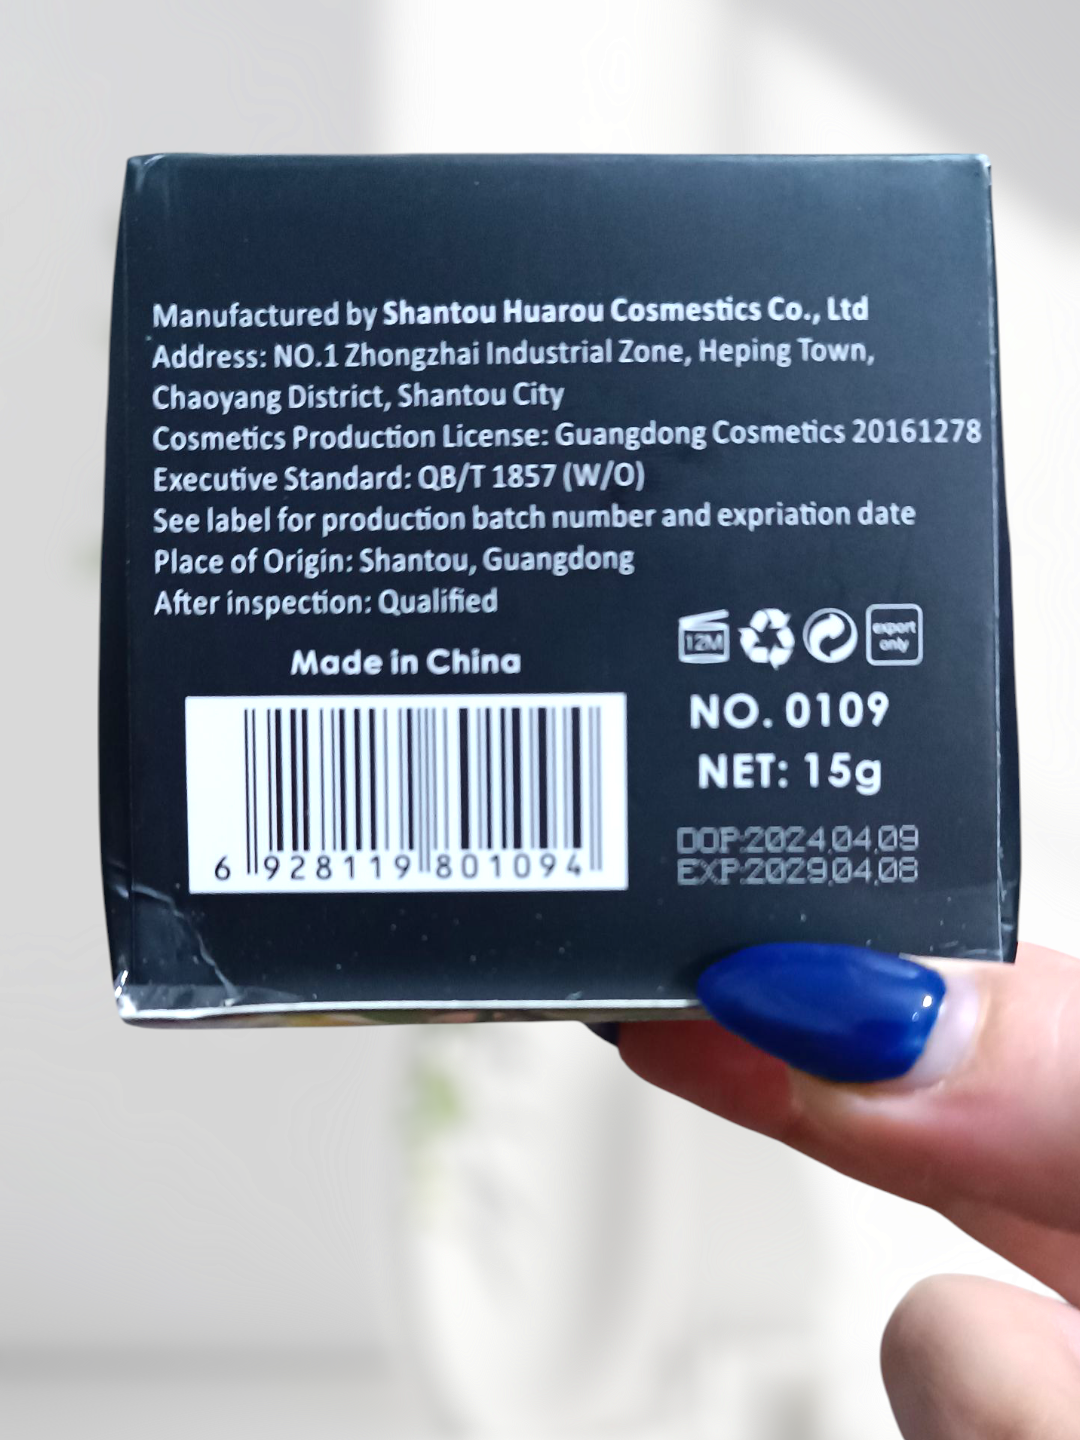 Manufactured by Shantou Huarou Cosmestics Co., Ltd
Address: NO.1 Zhongzhai Industrial Zone, Heping Town,
Chaoyang District, Shantou City
Cosmetics Production License: Guangdong Cosmetics 20161278
Executive Standard: QB/T 1857 (W/O)
See label for production batch number and expriation date
Place of Origin: Shantou, Guangdong
After inspection: Qualified
Made in China
6 928119 801094
12M
export
only
NO. 0109
NET: 15g
DOP:2024.04.09
EXP:2029.04.08